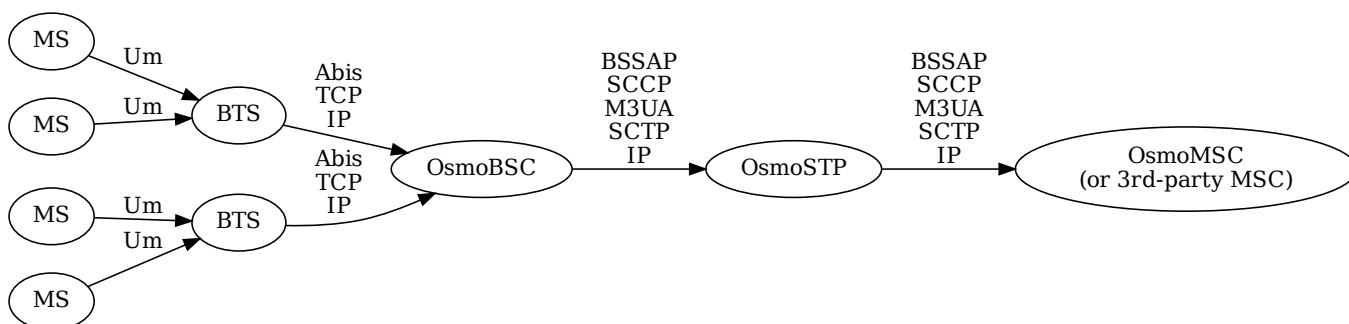 MS
Um
MS
Um
BTS
Abis
TCP
IP
MS
Um
MS
Um
BTS
Abis
TCP
IP
OsmoBSC
BSSAP
SCCP
M3UA
SCTP
IP
OsmoSTP
BSSAP
SCCP
M3UA
SCTP
IP
OsmoMSC
(or 3rd-party MSC)